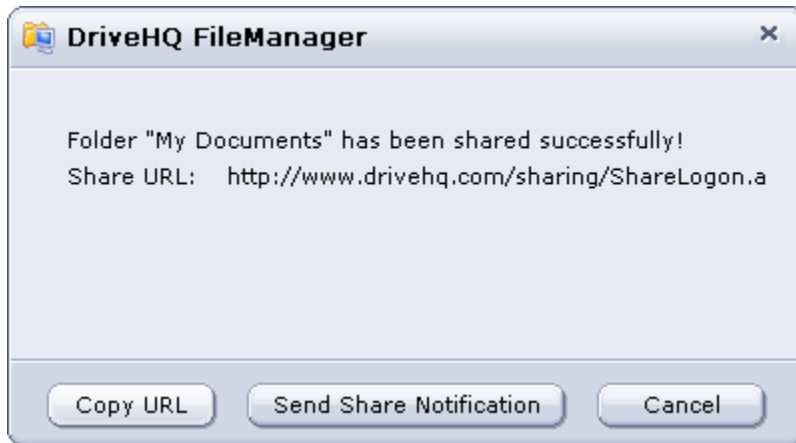 DriveHQ FileManager
Folder "My Documents" has been shared successfully!
Share URL: http://www.drivehq.com/sharing/ShareLogon.a
Copy URL
Send Share Notification
Cancel